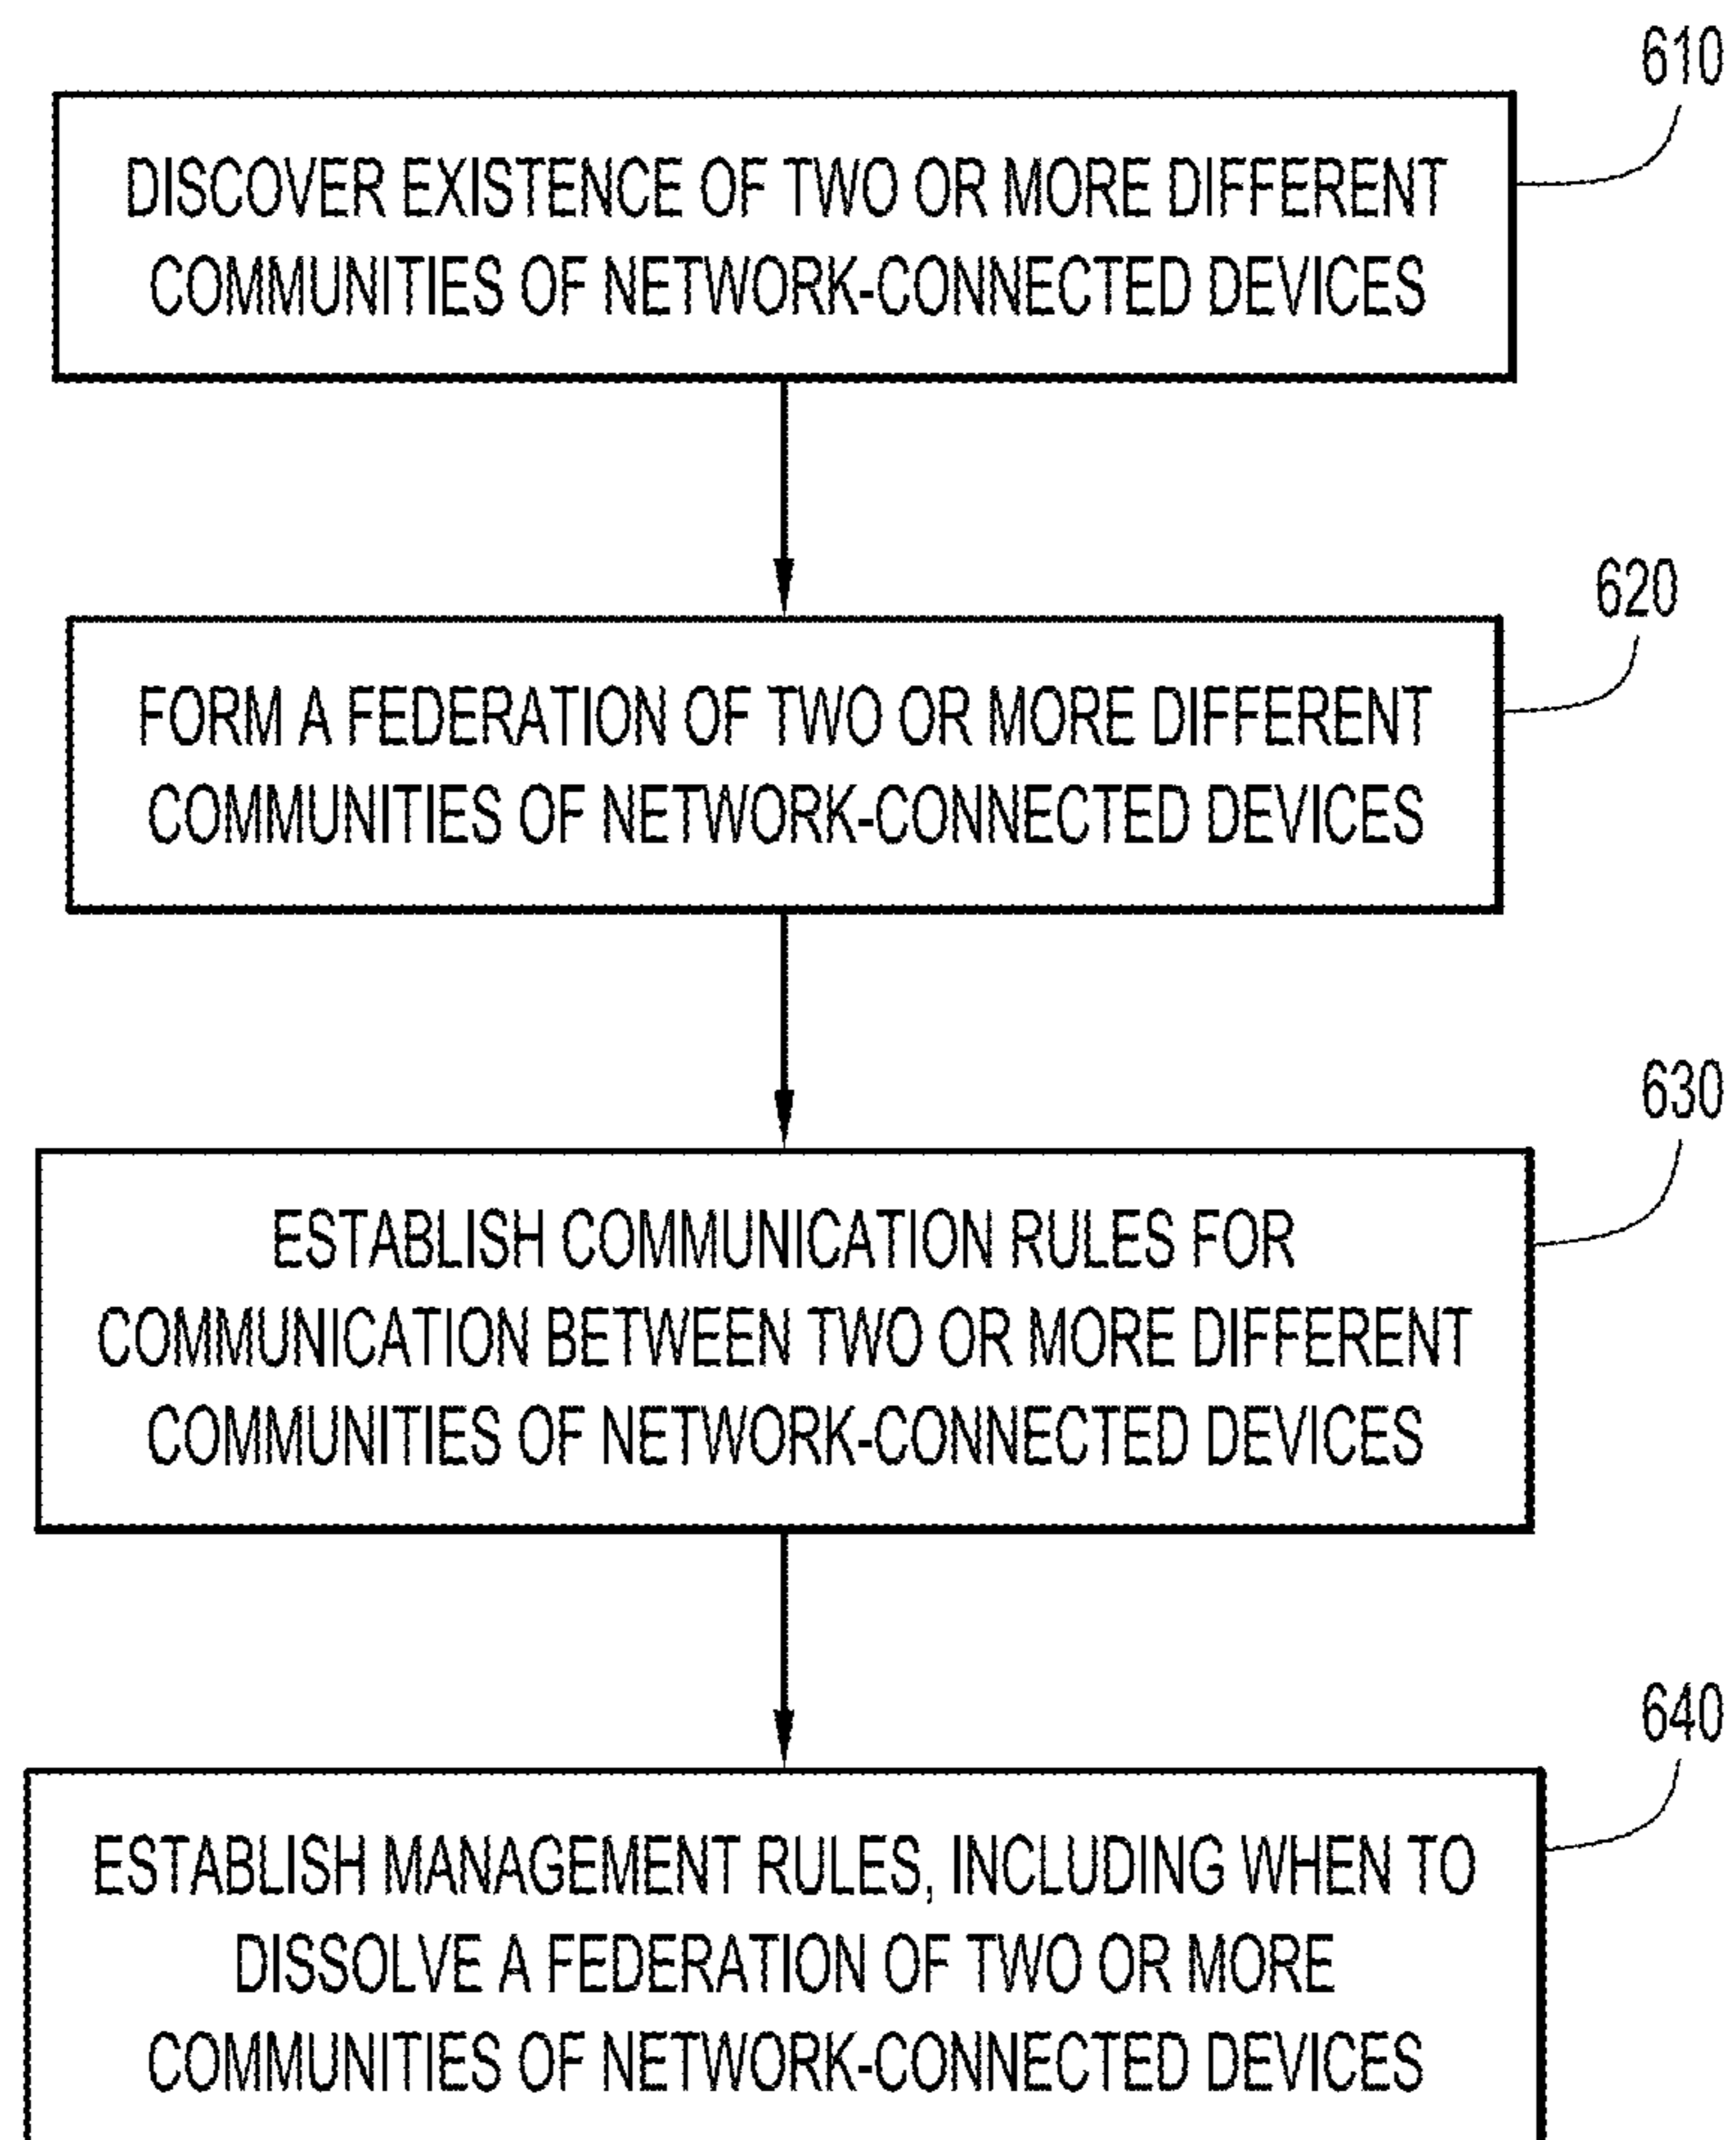 610
DISCOVER EXISTENCE OF TWO OR MORE DIFFERENT
COMMUNITIES OF NETWORK-CONNECTED DEVICES
620
FORM A FEDERATION OF TWO OR MORE DIFFERENT
COMMUNITIES OF NETWORK-CONNECTED DEVICES
630
ESTABLISH COMMUNICATION RULES FOR
COMMUNICATION BETWEEN TWO OR MORE DIFFERENT
COMMUNITIES OF NETWORK-CONNECTED DEVICES
640
ESTABLISH MANAGEMENT RULES, INCLUDING WHEN TO
DISSOLVE A FEDERATION OF TWO OR MORE
COMMUNITIES OF NETWORK-CONNECTED DEVICES